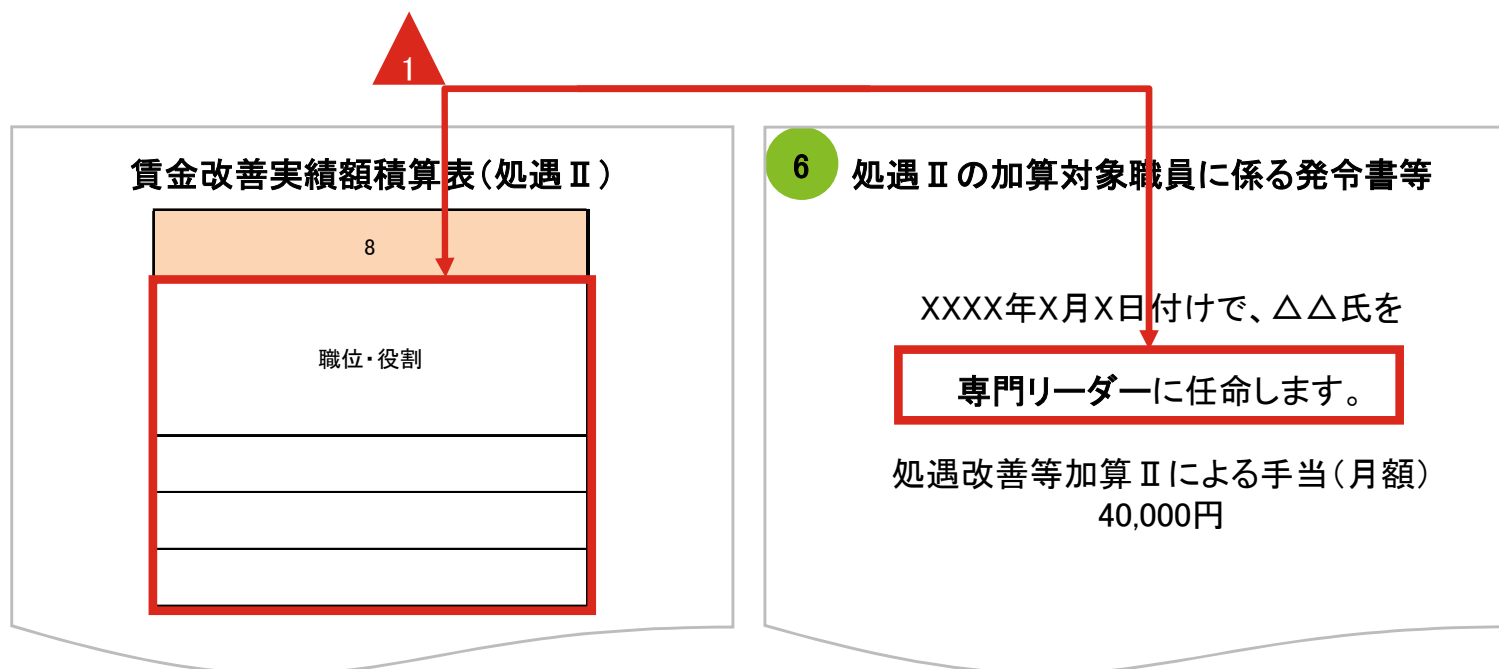 1
賃金改善実績額積算表(処遇Ⅱ)
8
職位・役割
6
処遇Ⅱの加算対象職員に係る発令書等
XXXX年X月X日付けで、△△氏を
専門リーダーに任命します。
処遇改善等加算Ⅱによる手当(月額)
40,000円